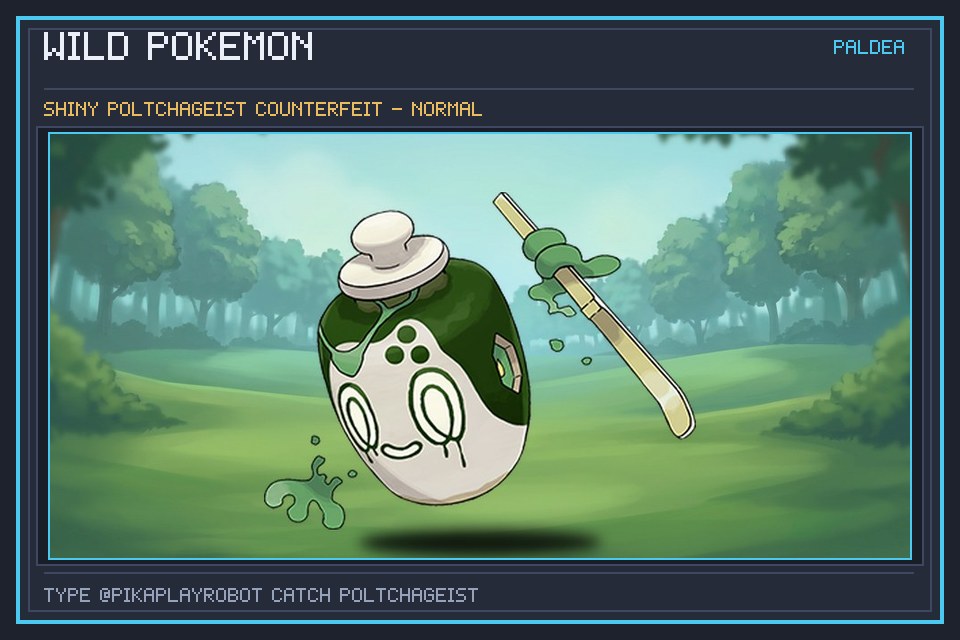 WILD POKEMON
PALDEA
SHINY POLTCHAGEIST COUNTERFEIT – NORMAL
TYPE @PIKAPLAYROBOT CATCH POLTCHAGEIST